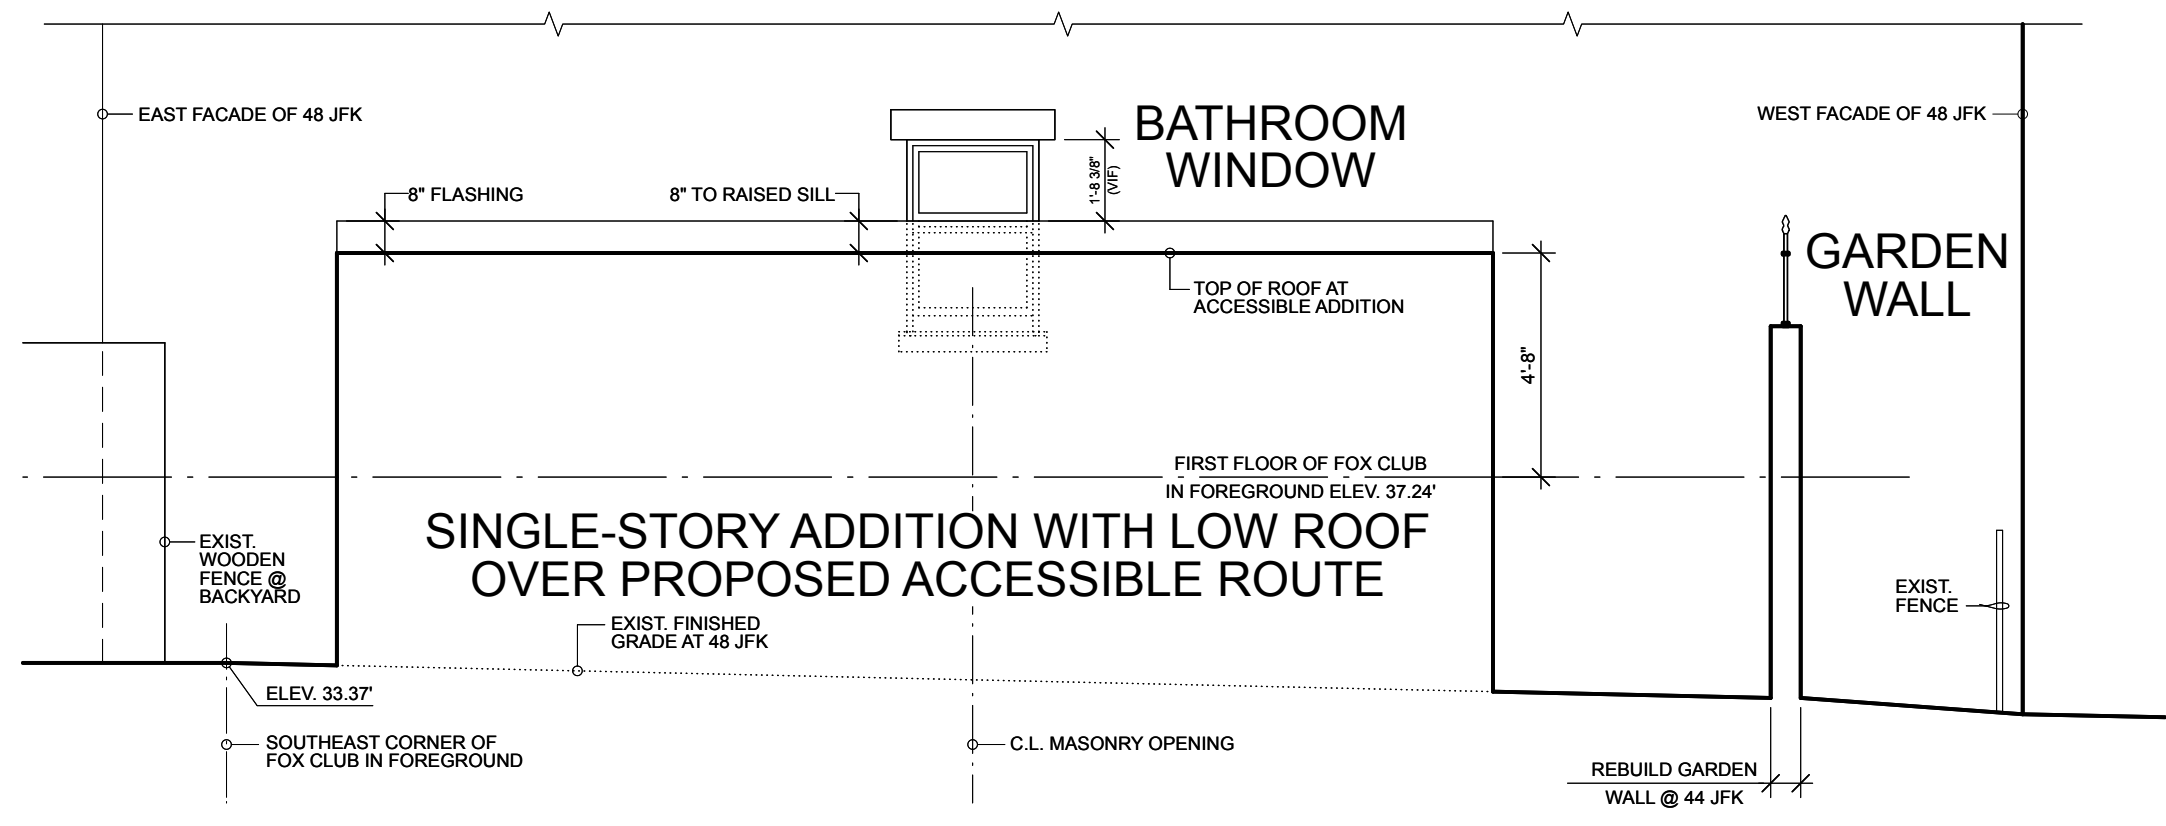 EAST FACADE OF 48 JFK
BATHROOM
WINDOW
WEST FACADE OF 48 JFK
1'-8 3/8"
(VIF)
8" FLASHING
8" TO RAISED SILL
GARDEN
WALL
TOP OF ROOF AT
ACCESSIBLE ADDITION
4'-8"
FIRST FLOOR OF FOX CLUB
IN FOREGROUND ELEV. 37.24'
SINGLE-STORY ADDITION WITH LOW ROOF
OVER PROPOSED ACCESSIBLE ROUTE
EXIST.
WOODEN
FENCE @
BACKYARD
EXIST.
FENCE
EXIST. FINISHED
GRADE AT 48 JFK
ELEV. 33.37'
SOUTHEAST CORNER OF
FOX CLUB IN FOREGROUND
C.L. MASONRY OPENING
REBUILD GARDEN
WALL @ 44 JFK